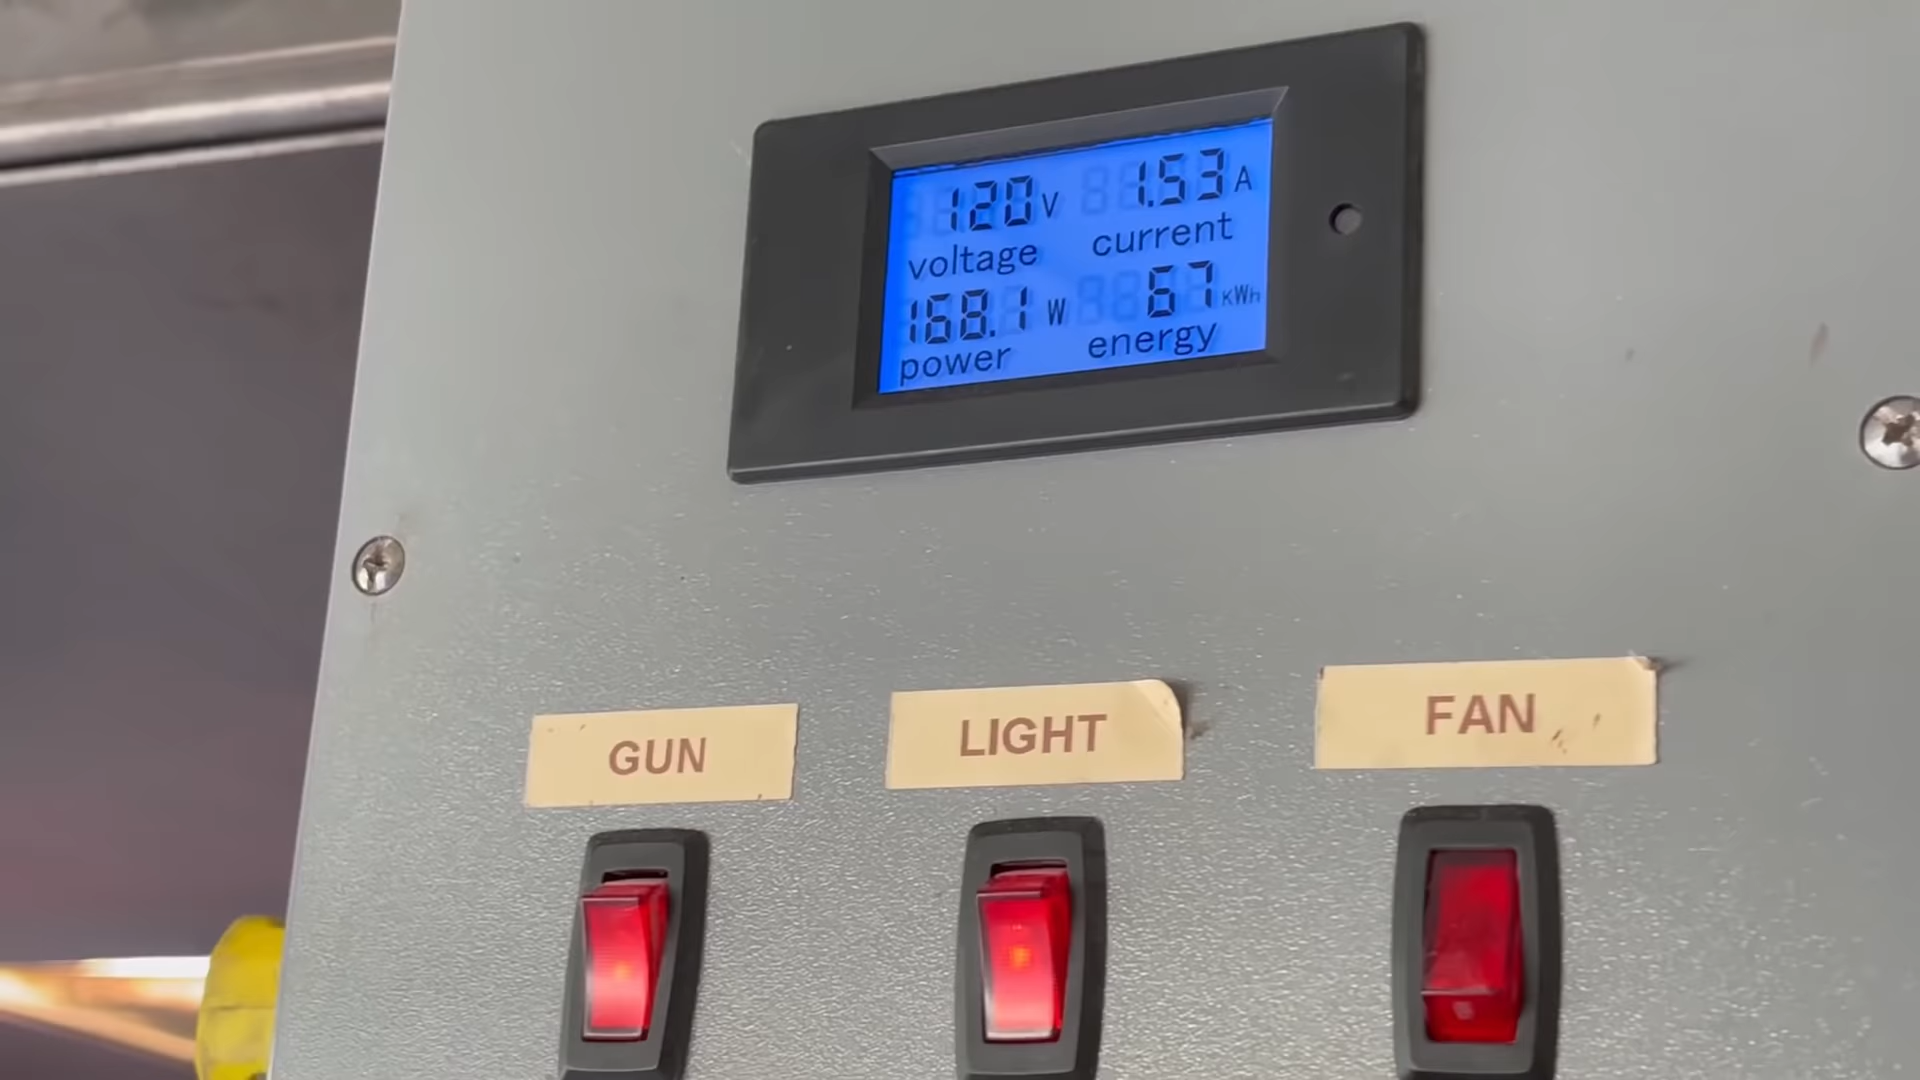 120 V 1.53 A
voltage current
168.1 W 67 KWh
power energy
GUN LIGHT FAN